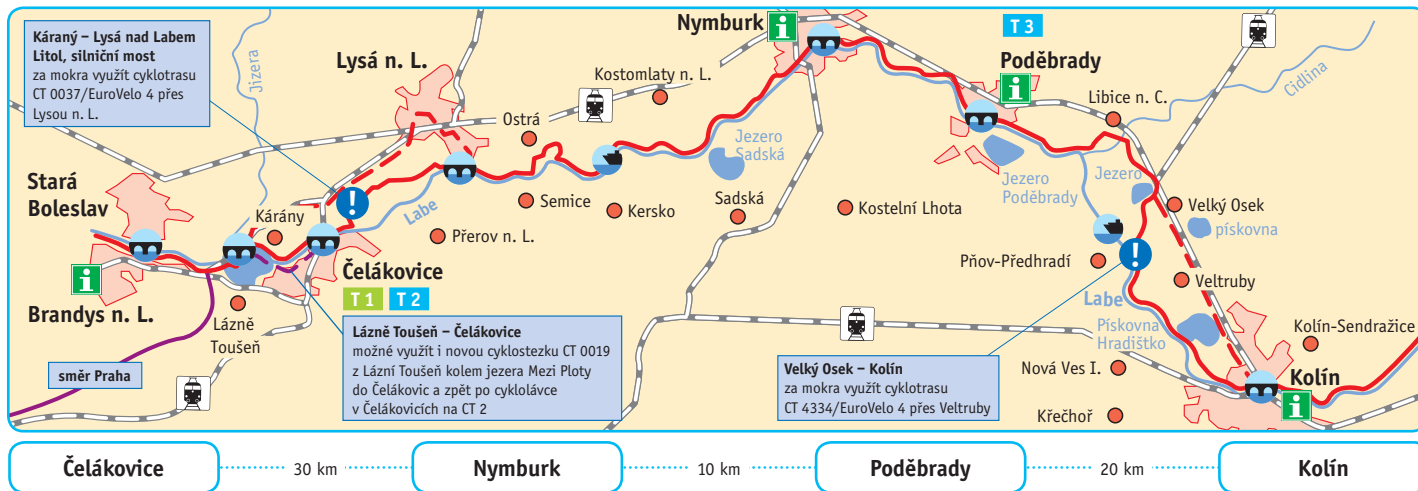 Káraný – Lysá nad Labem
Litol, silniční most
za mokra využít cyklotrasu
CT 0037/EuroVelo 4 přes
Lysou n. L.
Jizera
Lysá n. L.
Kostomlaty n. L.
Nymburk
T 3
Poděbrady
Libice n. C.
Cidlina
Ostrá
Jezero
Sadská
Jezero
Poděbrady
Jezero
Stará
Boleslav
Kárány
Labe
Semice
Kersko
Sadská
Kostelní Lhota
Velký Osek
pískovna
Přerov n. L.
Pňov-Předhradí
Veltruby
Brandys n. L.
Lázně
Toušeň
Čelákovice
T 1
T 2
Labe
Pískovna
Hradištko
Kolín-Sendražice
Lázně Toušeň – Čelákovice
možné využít i novou cyklostezku CT 0019
z Lázní Toušeň kolem jezera Mezi Ploty
do Čelákovic a zpět po cyklolávce
v Čelákovicích na CT 2
Velký Osek – Kolín
za mokra využít cyklotrasu
CT 4334/EuroVelo 4 přes Veltruby
Nová Ves I.
Kolín
Křečhoř
směr Praha
Čelákovice
30 km
Nymburk
10 km
Poděbrady
20 km
Kolín